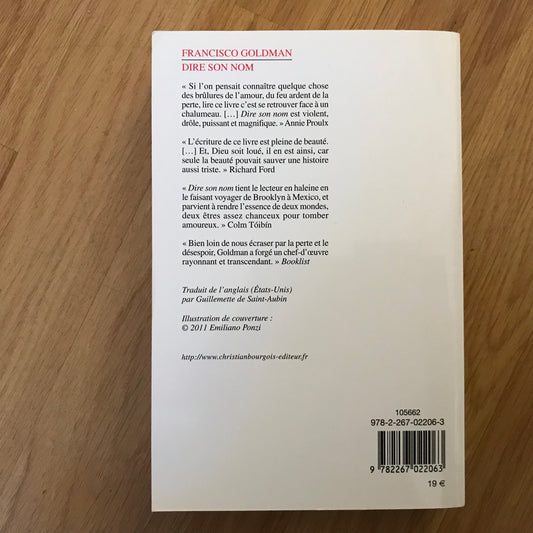 FRANCISCO GOLDMAN
DIRE SON NOM
« Si l'on pensait connaître quelque chose
des brûlures de l'amour, du feu ardent de la
perte, lire ce livre c'est se retrouver face à un
chalumeau. […] Dire son nom est violent,
drôle, puissant et magnifique. » Annie Proulx
« L'écriture de ce livre est pleine de beauté.
[…] Et, Dieu soit loué, il en est ainsi, car
seule la beauté pouvait sauver une histoire
aussi triste. » Richard Ford
« Dire son nom tient le lecteur en haleine en
le faisant voyager de Brooklyn à Mexico, et
parvient à rendre l'essence de deux mondes,
deux êtres assez chanceux pour tomber
amoureux. » Colm Tóibín
« Bien loin de nous écraser par la perte et le
désespoir, Goldman a forgé un chef-d'œuvre
rayonnant et transcendant. » Booklist
Traduit de l'anglais (États-Unis)
par Guillemette de Saint-Aubin
Illustration de couverture :
© 2011 Emiliano Ponzi
http://www.christianbourgois-editeur.fr
105662
978-2-267-02206-3
9 782267 022063
19 €